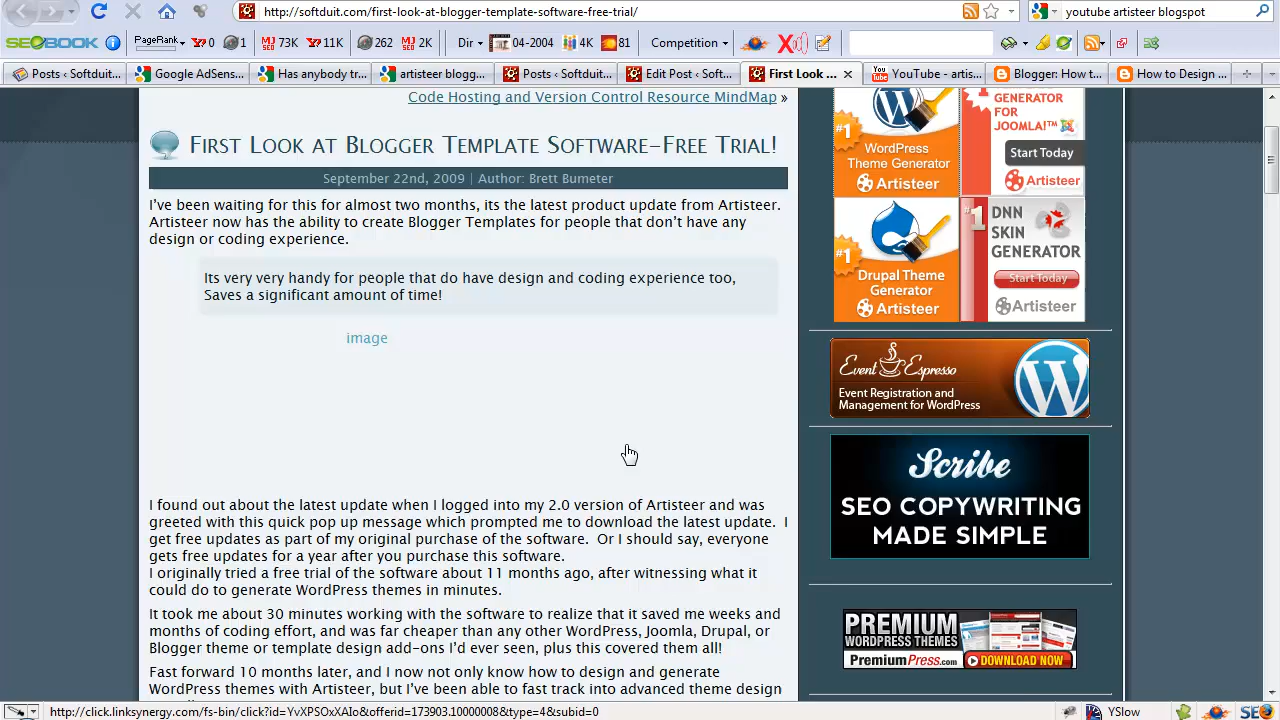 http://softduit.com/first-look-at-blogger-template-software-free-trial/
youtube artisteer blogspot
SEOBOOK
PageRank
0
1
73K
11K
262
2K
Dir
04-2004
4K
81
Competition
Posts ‹ Softduit...
Google AdSens...
Has anybody tr...
artisteer blogg...
Posts ‹ Softduit...
Edit Post ‹ Soft...
First Look ...
YouTube - artis...
Blogger: How t...
How to Design ...
Code Hosting and Version Control Resource MindMap »
First Look at Blogger Template Software–Free Trial!
September 22nd, 2009 | Author: Brett Bumeter
I've been waiting for this for almost two months, its the latest product update from Artisteer.
Artisteer now has the ability to create Blogger Templates for people that don't have any
design or coding experience.
It's very very handy for people that do have design and coding experience too,
Saves a significant amount of time!
image
I found out about the latest update when I logged into my 2.0 version of Artisteer and was
greeted with this quick pop up message which prompted me to download the latest update. I
get free updates as part of my original purchase of the software. Or I should say, everyone
gets free updates for a year after you purchase this software.
I originally tried a free trial of the software about 11 months ago, after witnessing what it
could do to generate WordPress themes in minutes.
It took me about 30 minutes working with the software to realize that it saved me weeks and
months of coding effort, and was far cheaper than any other WordPress, Joomla, Drupal, or
Blogger theme or template design add-ons I'd ever seen, plus this covered them all!
Fast forward 10 months later, and I now not only know how to design and generate
WordPress themes with Artisteer, but I've been able to fast track into advanced theme design
#1
WordPress
Theme Generator
Artisteer
GENERATOR
FOR
JOOMLA!™
Start Today
Artisteer
#1
Drupal Theme
Generator
Artisteer
#1
DNN
SKIN
GENERATOR
Start Today
Artisteer
Event Espresso
Event Registration and
Management for WordPress
Scribe
SEO COPYWRITING
MADE SIMPLE
PREMIUM
WORDPRESS THEMES
PremiumPress.com
DOWNLOAD NOW
http://click.linksynergy.com/fs-bin/click?id=YvXPSOxXAlo&offerid=173903.10000008&type=4&subid=0
YSlow
SEO